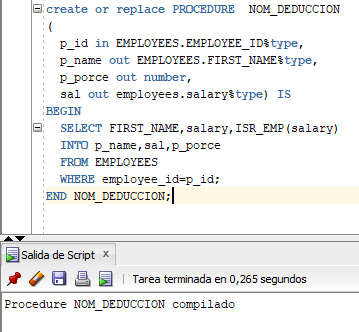 create or replace PROCEDURE  NOM_DEDUCCION
(
  p_id in EMPLOYEES.EMPLOYEE_ID%type,
  p_name out EMPLOYEES.FIRST_NAME%type,
  p_porce out number,
  sal out employees.salary%type) IS
BEGIN
  SELECT FIRST_NAME,salary,ISR_EMP(salary)
  INTO p_name,sal,p_porce
  FROM EMPLOYEES
  WHERE employee_id=p_id;
END NOM_DEDUCCION;
Salida de Script x
Tarea terminada en 0,265 segundos
Procedure NOM_DEDUCCION compilado